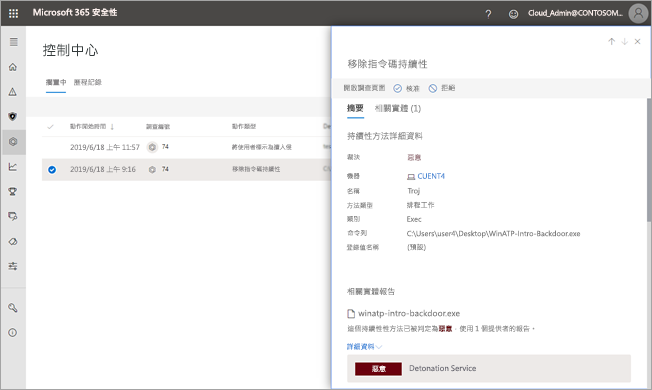 Microsoft 365 安全性
Cloud_Admin@CONTOSOM...
控制中心
擱置中 歷程記錄
動作開始時間 ↓ 調查編號 動作類型
2019/6/18 上午 11:57 74 將使用者標示為遭入侵
2019/6/18 上午 9:16 74 移除指令碼持續性
移除指令碼持續性
開啟調查頁面 核准 拒絕
摘要 相關實體 (1)
持續性方法詳細資料
裁決 惡意
機器 CLIENT4
名稱 Troj
方法類型 排程工作
類別 Exec
命令列 C:\Users\user4\Desktop\WinATP-Intro-Backdoor.exe
登錄值名稱 (預設)
相關實體報告
winatp-intro-backdoor.exe
這個持續性方法已被判定為惡意，使用 1 個提供者的報告。
詳細資料
惡意 Detonation Service